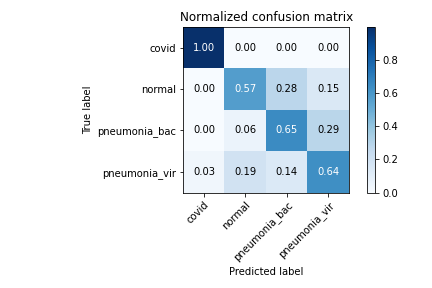 Normalized confusion matrix
True label
covid 1.00 0.00 0.00 0.00
normal 0.00 0.57 0.28 0.15
pneumonia_bac 0.00 0.06 0.65 0.29
pneumonia_vir 0.03 0.19 0.14 0.64
covid normal pneumonia_bac pneumonia_vir
Predicted label
0.8
0.6
0.4
0.2
0.0